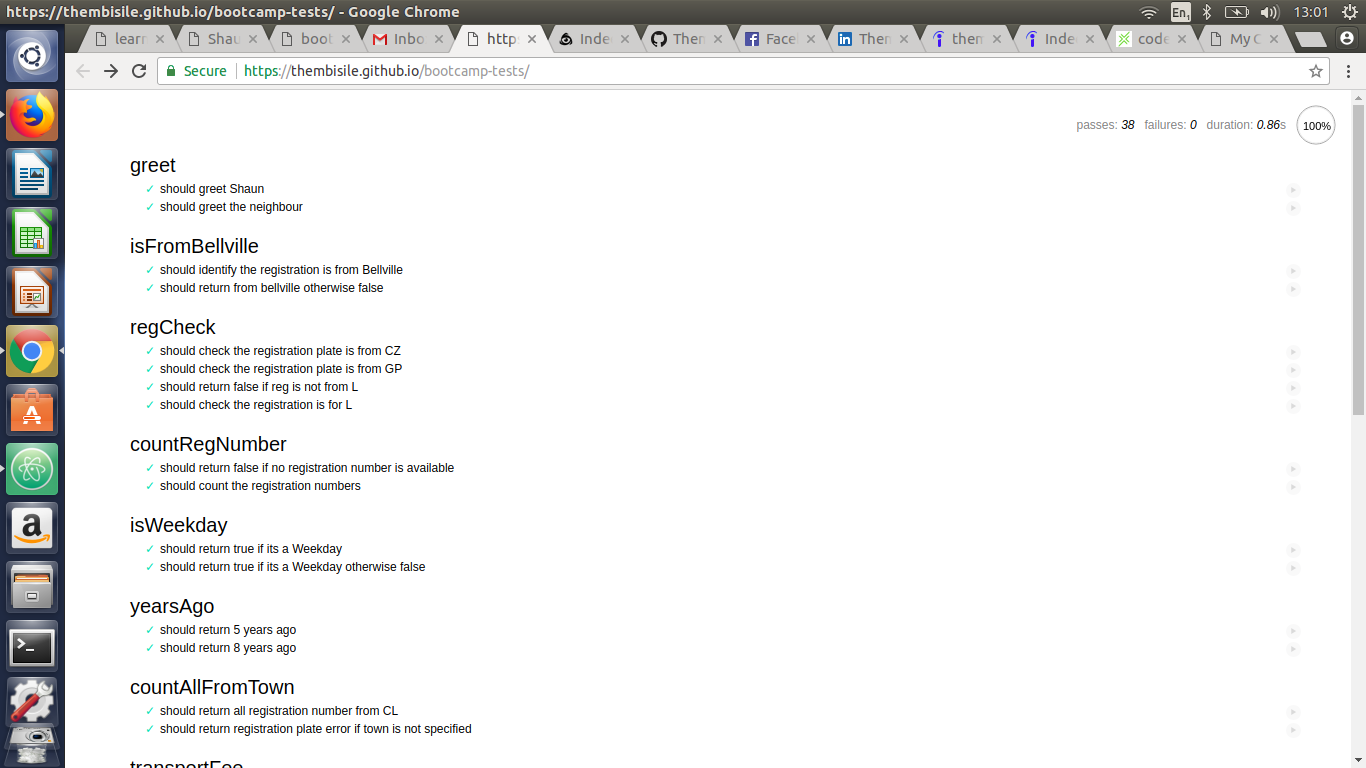 https://thembisile.github.io/bootcamp-tests/ - Google Chrome
En1 13:01
learn Shau boot Inbo https Inde Them Face Them them Inde code My C
Secure https://thembisile.github.io/bootcamp-tests/
passes: 38 failures: 0 duration: 0.86s 100%
greet
✓ should greet Shaun
✓ should greet the neighbour
isFromBellville
✓ should identify the registration is from Bellville
✓ should return from bellville otherwise false
regCheck
✓ should check the registration plate is from CZ
✓ should check the registration plate is from GP
✓ should return false if reg is not from L
✓ should check the registration is for L
countRegNumber
✓ should return false if no registration number is available
✓ should count the registration numbers
isWeekday
✓ should return true if its a Weekday
✓ should return true if its a Weekday otherwise false
yearsAgo
✓ should return 5 years ago
✓ should return 8 years ago
countAllFromTown
✓ should return all registration number from CL
✓ should return registration plate error if town is not specified
transportFee